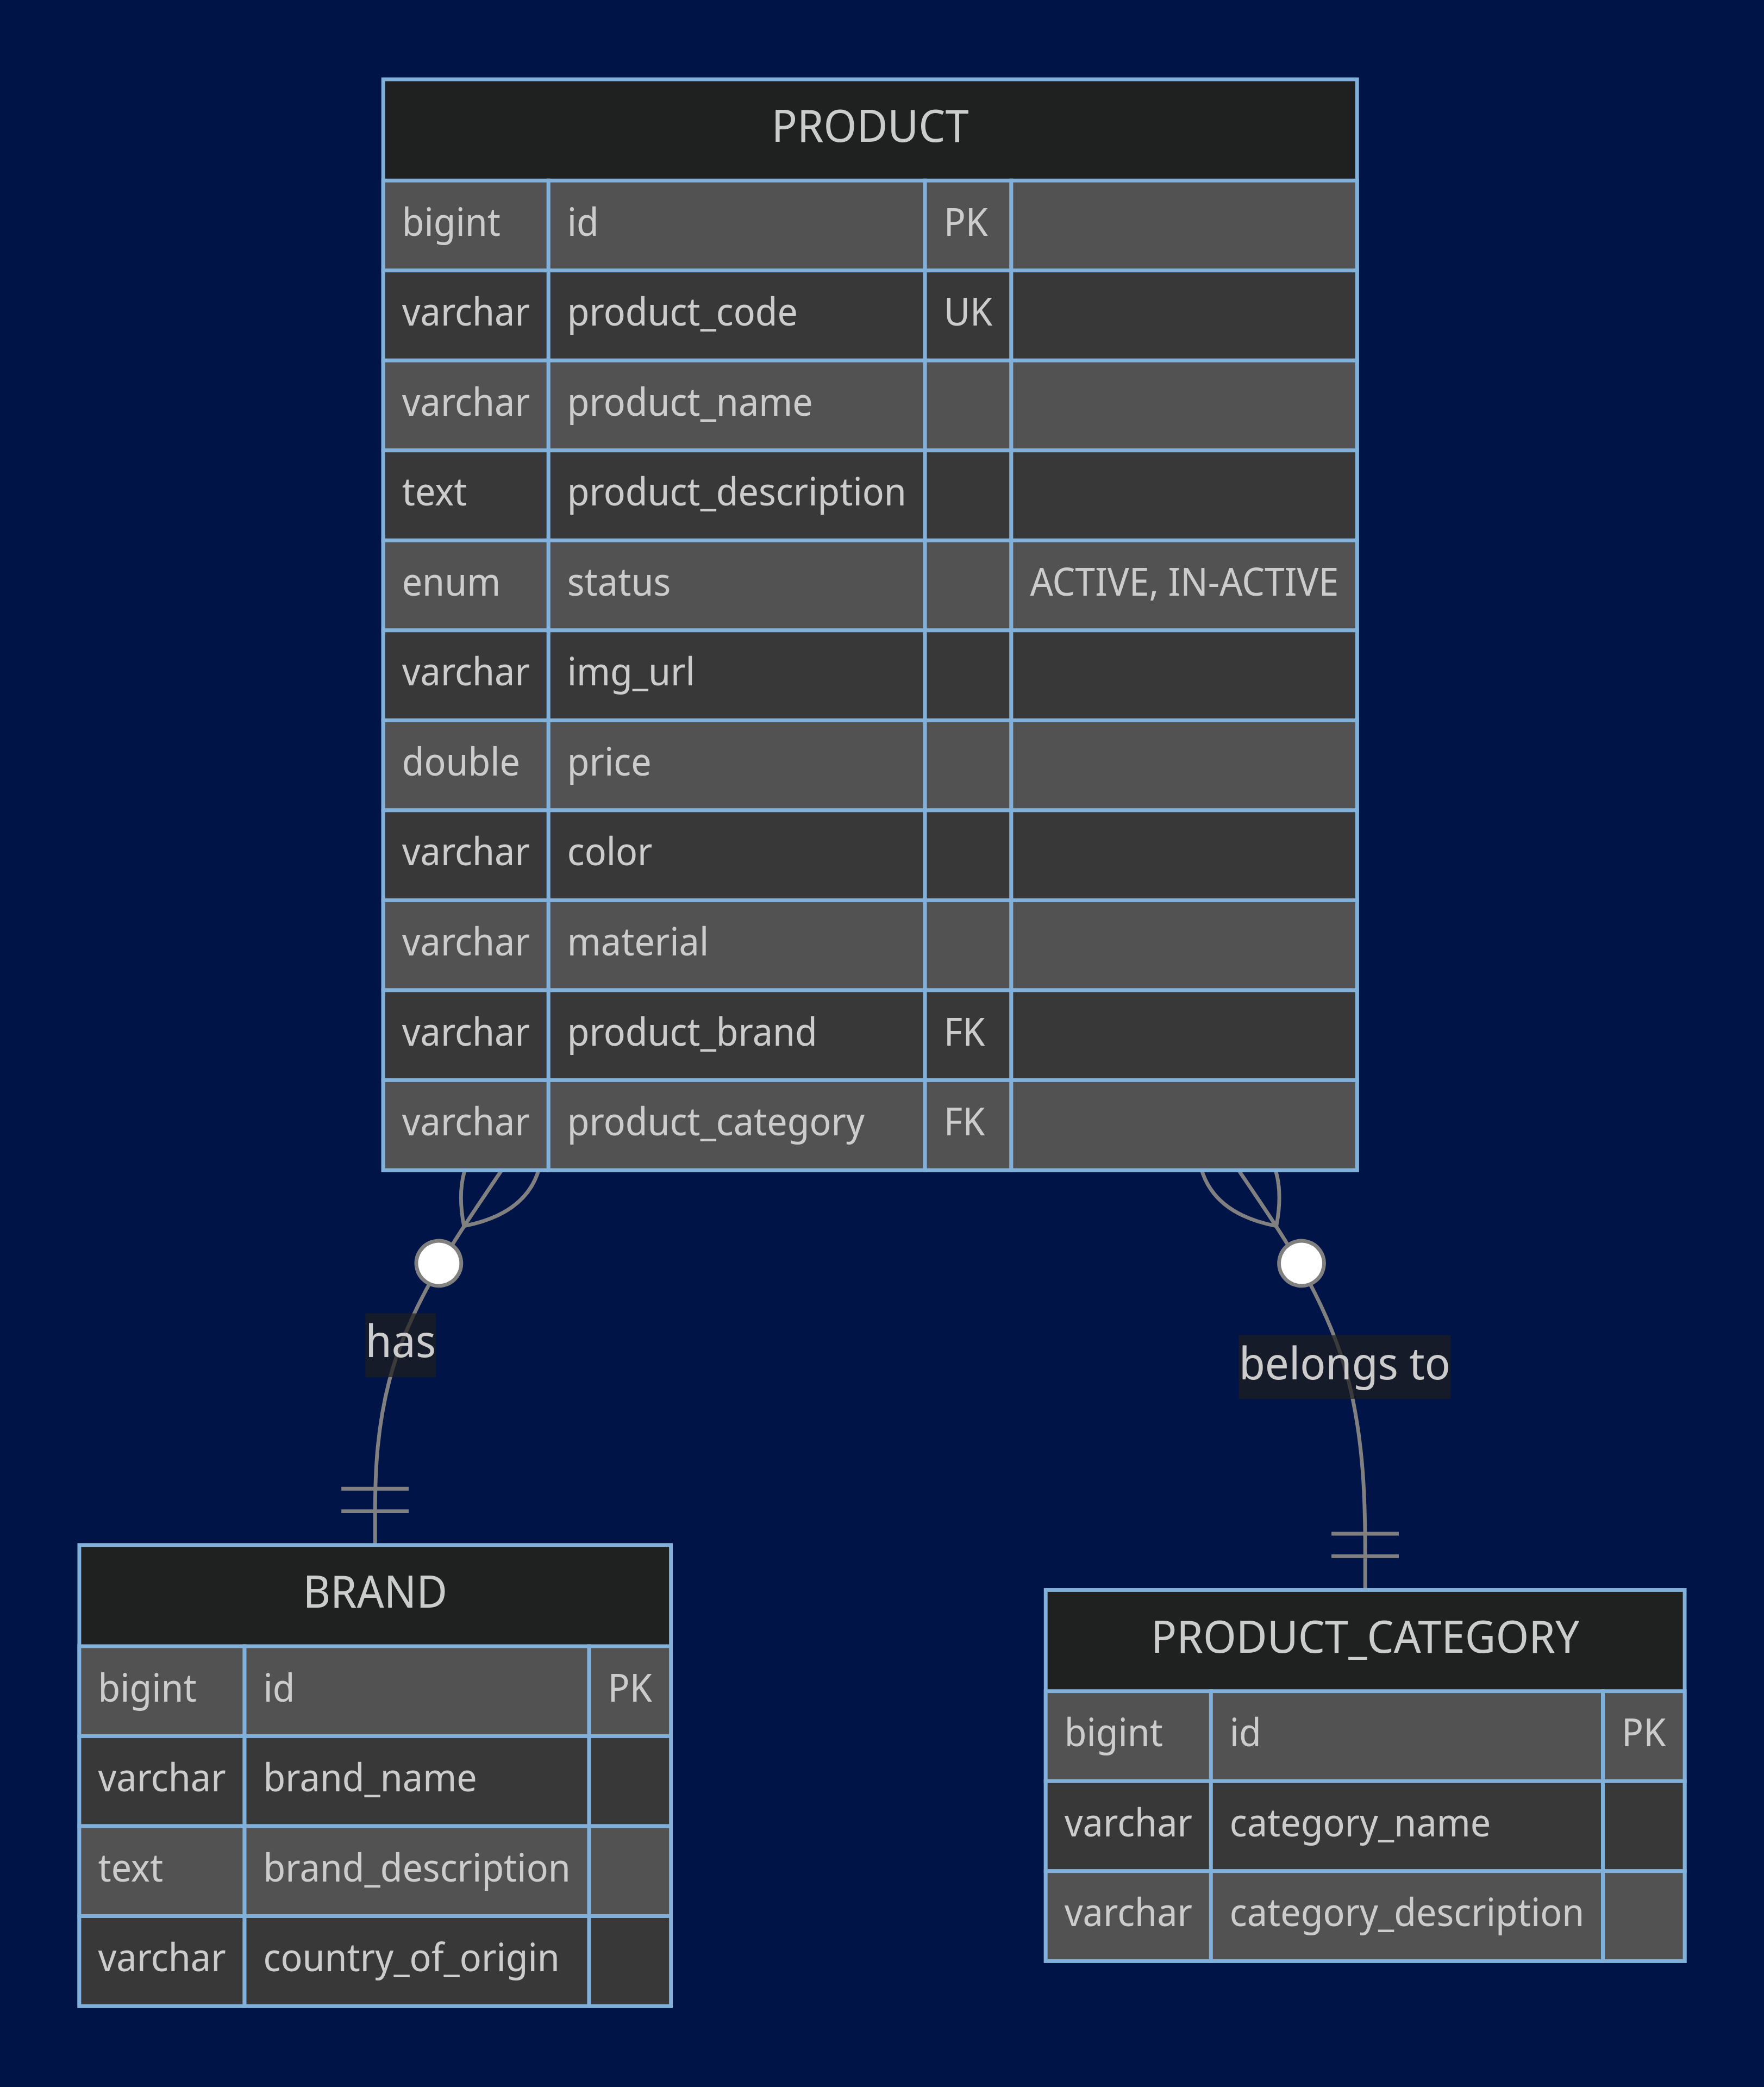 PRODUCT
bigint id PK
varchar product_code UK
varchar product_name
text product_description
enum status ACTIVE, IN-ACTIVE
varchar img_url
double price
varchar color
varchar material
varchar product_brand FK
varchar product_category FK
has
belongs to
BRAND
bigint id PK
varchar brand_name
text brand_description
varchar country_of_origin
PRODUCT_CATEGORY
bigint id PK
varchar category_name
varchar category_description